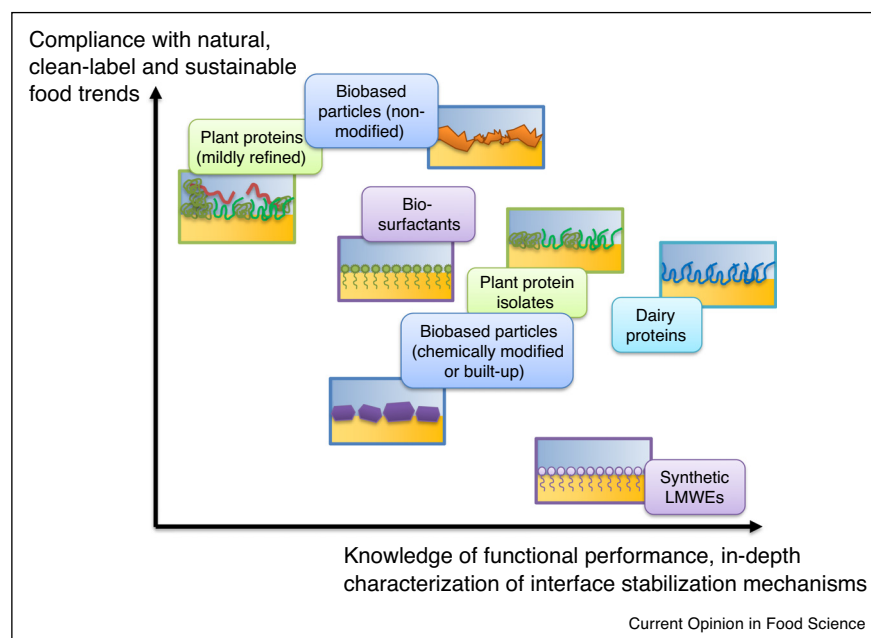 Compliance with natural,
clean-label and sustainable
food trends
Biobased
particles (non-
modified)
Plant proteins
(mildly refined)
Bio-
surfactants
Plant protein
isolates
Dairy
proteins
Biobased particles
(chemically modified
or built-up)
Synthetic
LMWEs
Knowledge of functional performance, in-depth
characterization of interface stabilization mechanisms
Current Opinion in Food Science